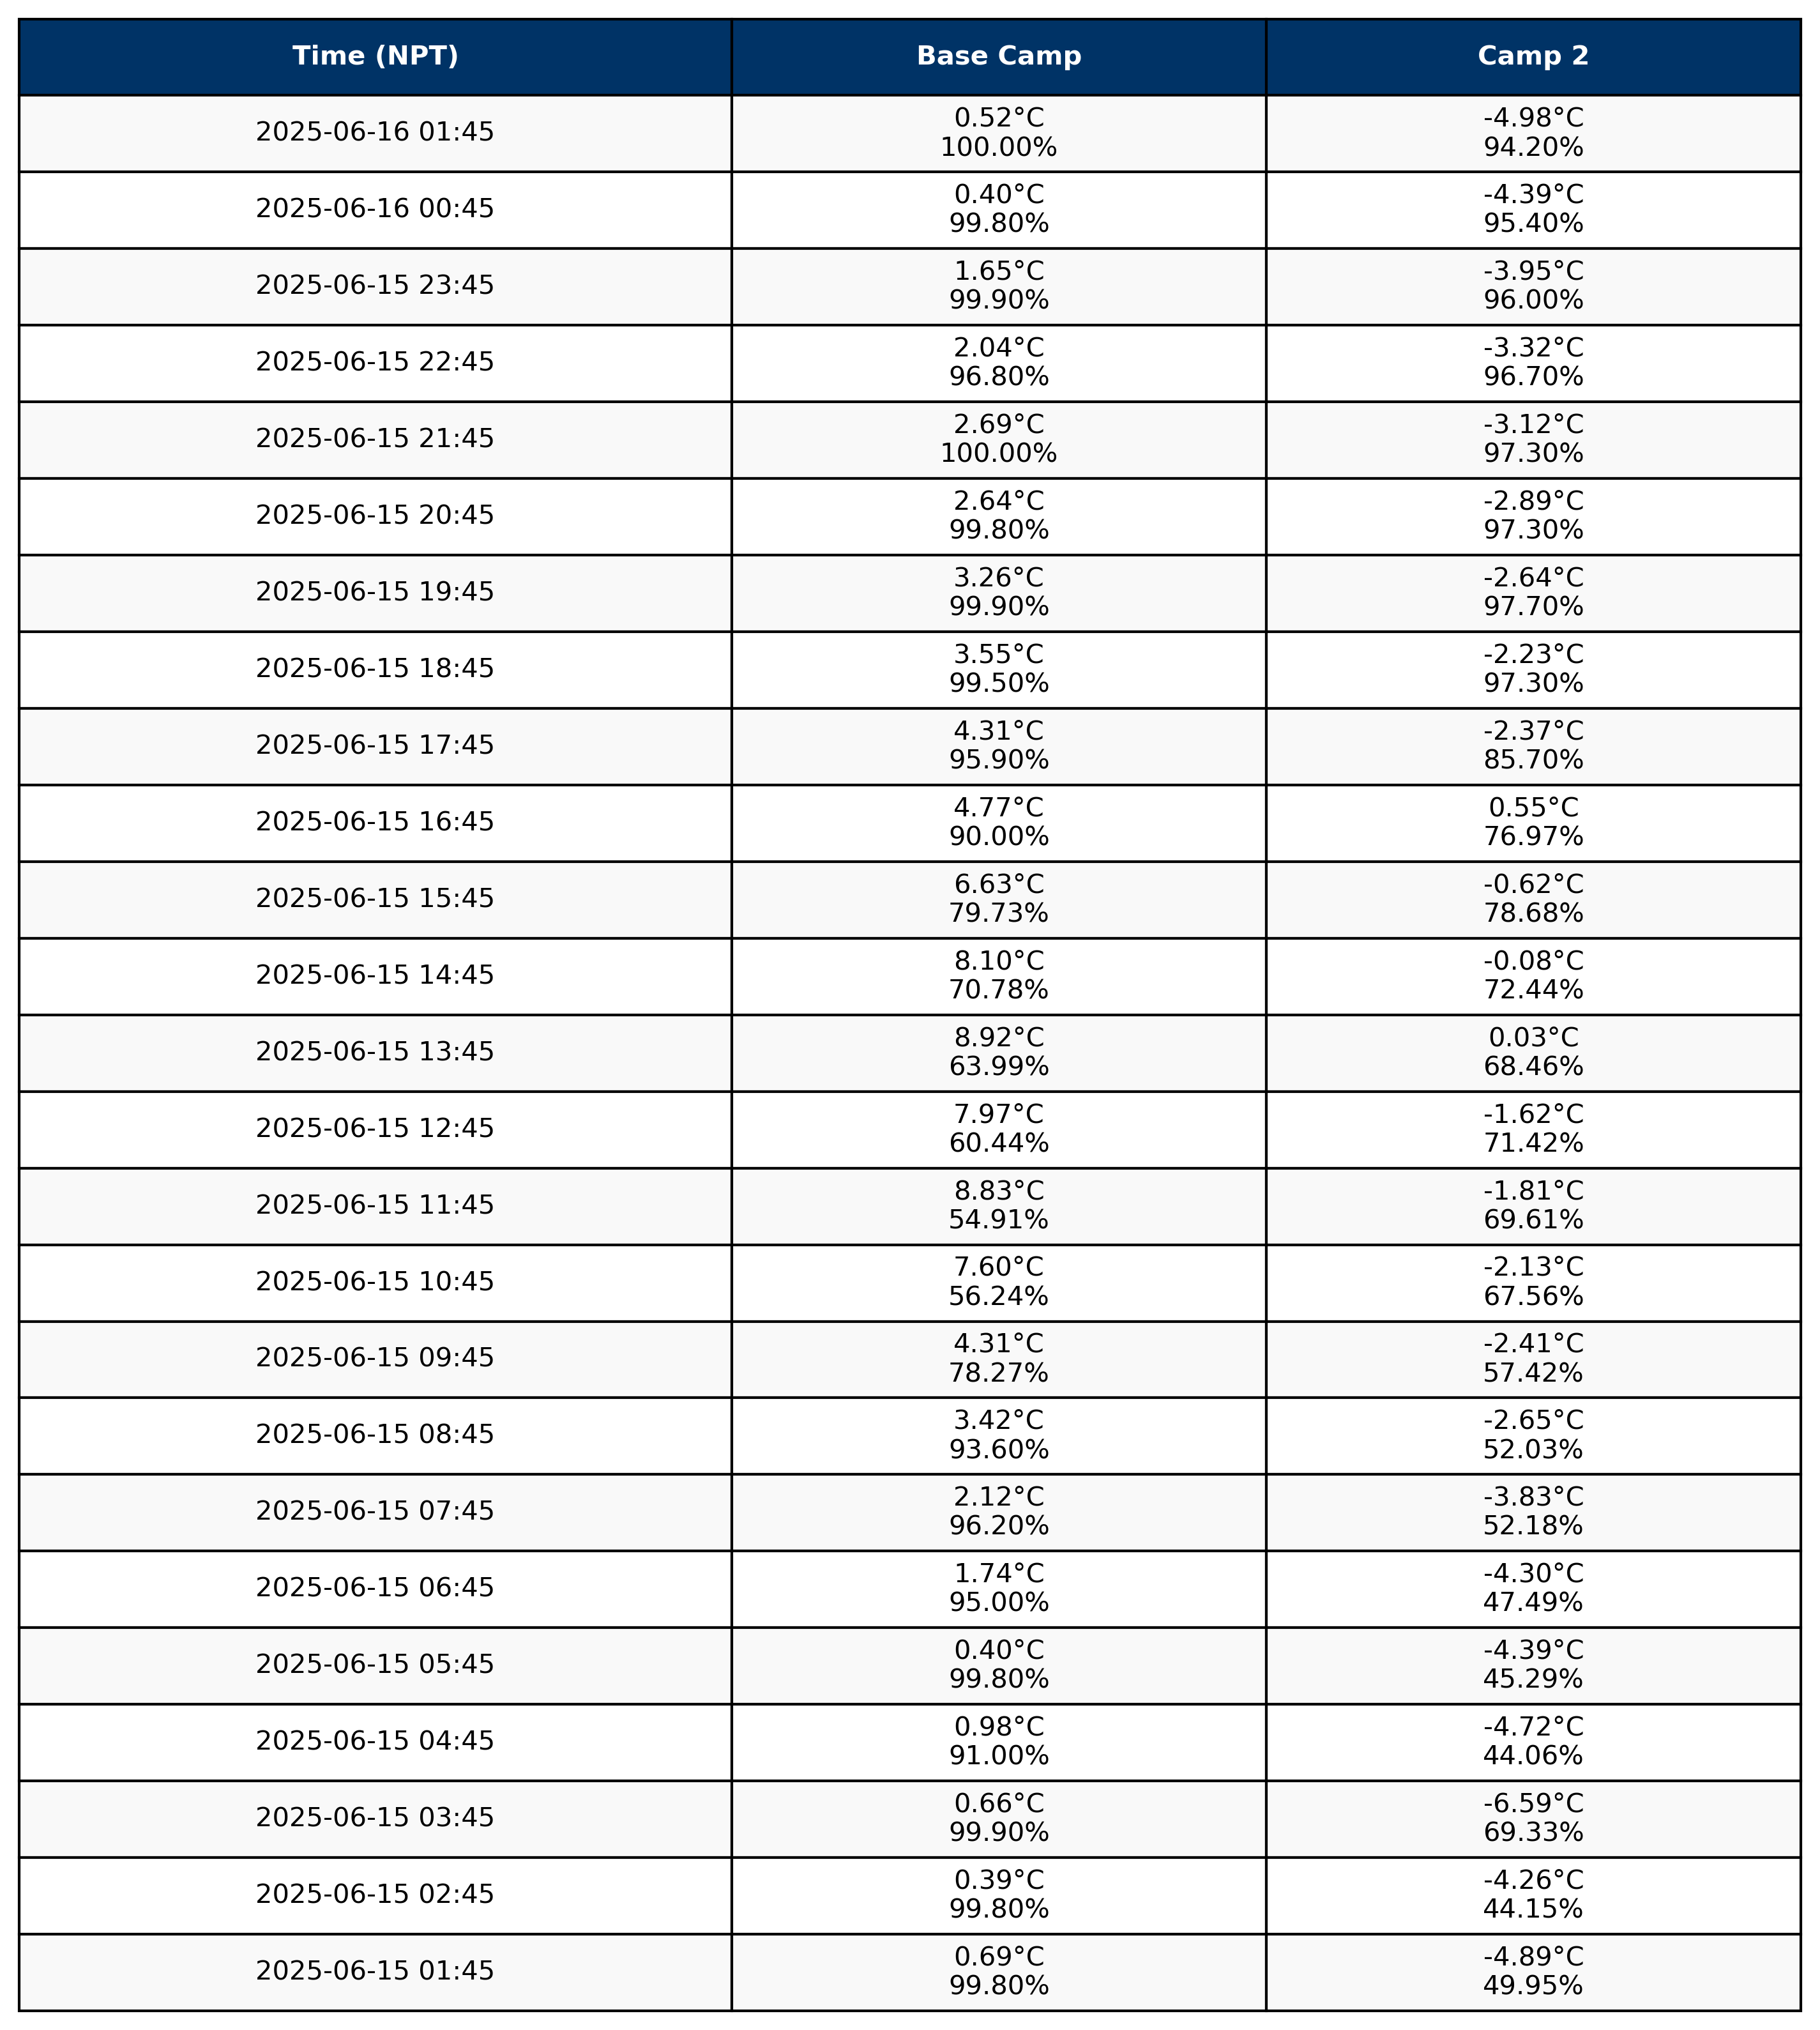 Time (NPT) Base Camp Camp 2
2025-06-16 01:45 0.52°C -4.98°C
100.00% 94.20%
2025-06-16 00:45 0.40°C -4.39°C
99.80% 95.40%
2025-06-15 23:45 1.65°C -3.95°C
99.90% 96.00%
2025-06-15 22:45 2.04°C -3.32°C
96.80% 96.70%
2025-06-15 21:45 2.69°C -3.12°C
100.00% 97.30%
2025-06-15 20:45 2.64°C -2.89°C
99.80% 97.30%
2025-06-15 19:45 3.26°C -2.64°C
99.90% 97.70%
2025-06-15 18:45 3.55°C -2.23°C
99.50% 97.30%
2025-06-15 17:45 4.31°C -2.37°C
95.90% 85.70%
2025-06-15 16:45 4.77°C 0.55°C
90.00% 76.97%
2025-06-15 15:45 6.63°C -0.62°C
79.73% 78.68%
2025-06-15 14:45 8.10°C -0.08°C
70.78% 72.44%
2025-06-15 13:45 8.92°C 0.03°C
63.99% 68.46%
2025-06-15 12:45 7.97°C -1.62°C
60.44% 71.42%
2025-06-15 11:45 8.83°C -1.81°C
54.91% 69.61%
2025-06-15 10:45 7.60°C -2.13°C
56.24% 67.56%
2025-06-15 09:45 4.31°C -2.41°C
78.27% 57.42%
2025-06-15 08:45 3.42°C -2.65°C
93.60% 52.03%
2025-06-15 07:45 2.12°C -3.83°C
96.20% 52.18%
2025-06-15 06:45 1.74°C -4.30°C
95.00% 47.49%
2025-06-15 05:45 0.40°C -4.39°C
99.80% 45.29%
2025-06-15 04:45 0.98°C -4.72°C
91.00% 44.06%
2025-06-15 03:45 0.66°C -6.59°C
99.90% 69.33%
2025-06-15 02:45 0.39°C -4.26°C
99.80% 44.15%
2025-06-15 01:45 0.69°C -4.89°C
99.80% 49.95%